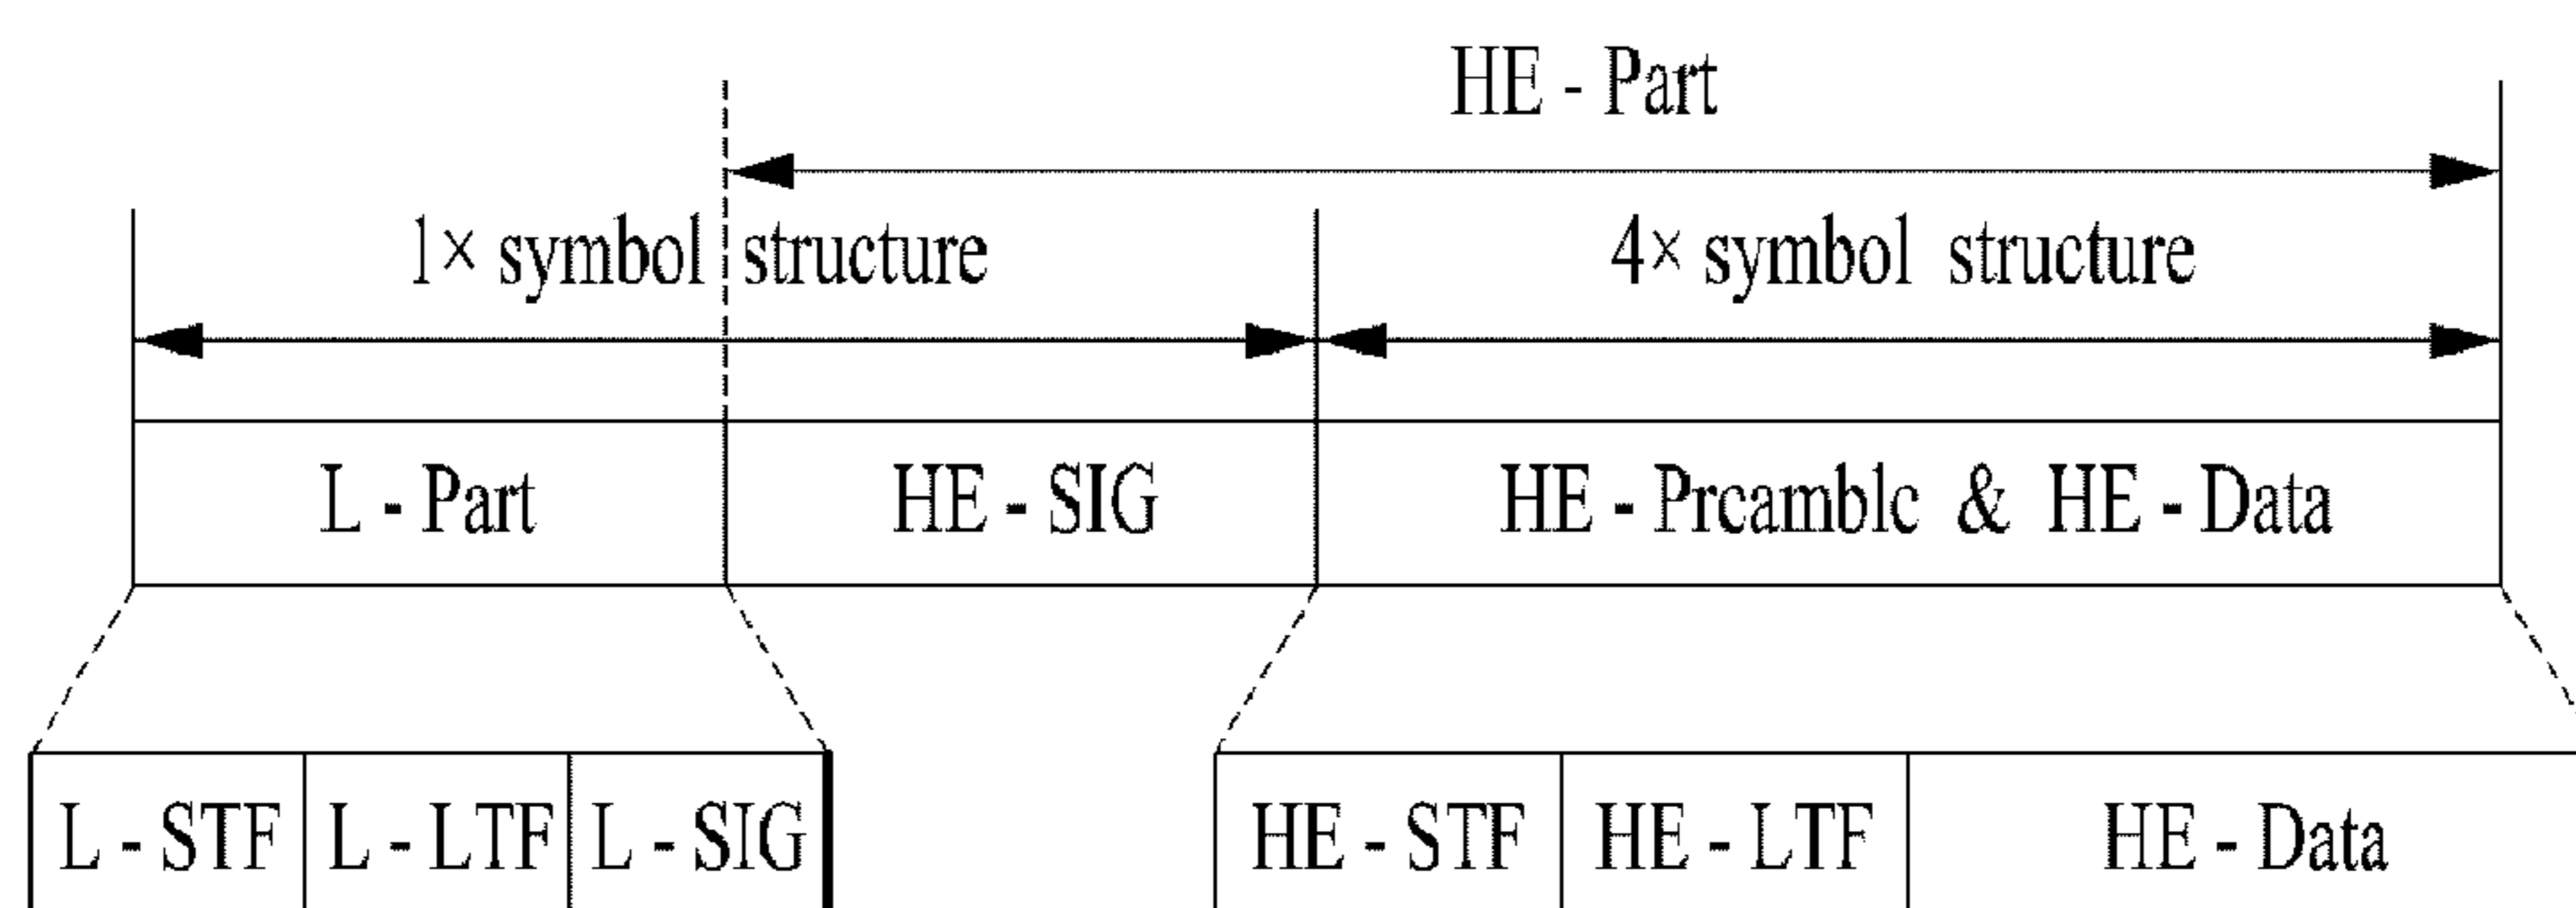 HE - Part
1× symbol structure 4× symbol structure
L - Part HE - SIG HE - Prcamblc & HE - Data
L - STF L - LTF L - SIG HE - STF HE - LTF HE - Data